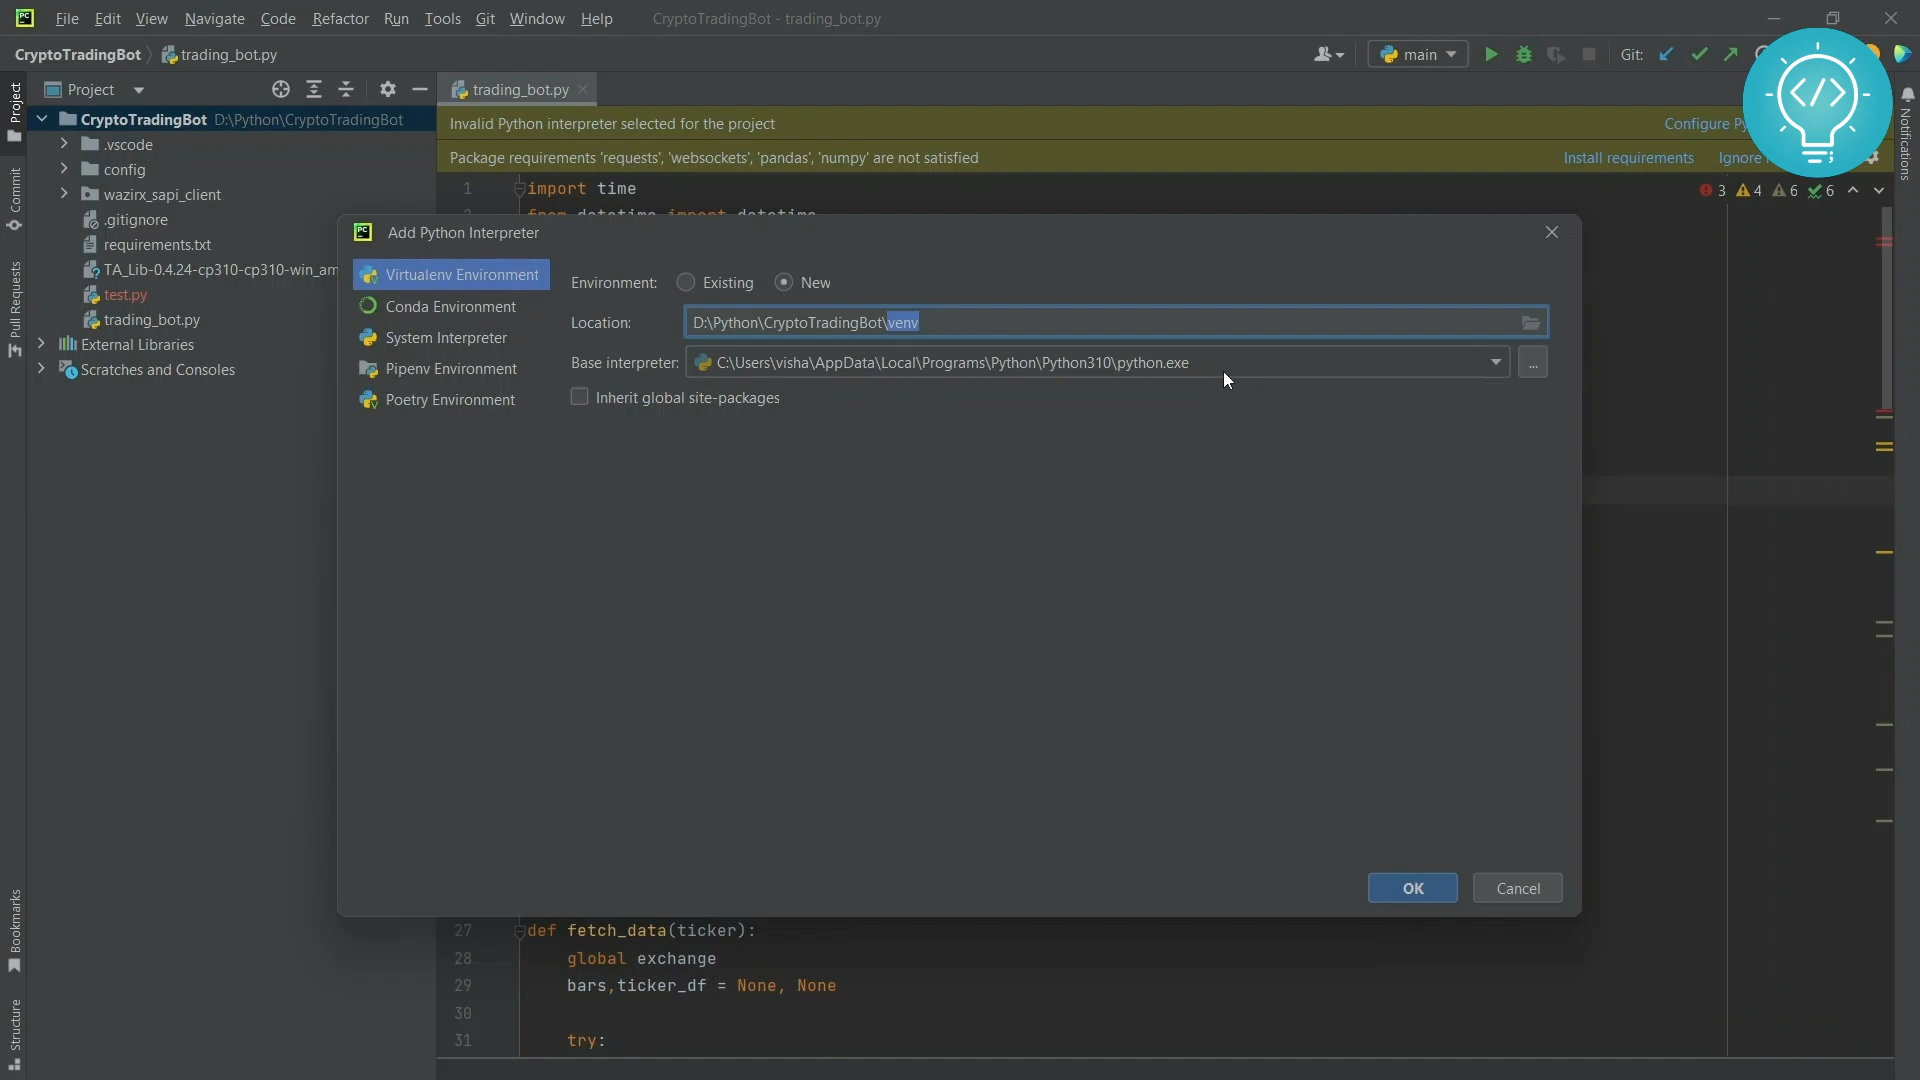 File Edit View Navigate Code Refactor Run Tools Git Window Help CryptoTradingBot - trading_bot.py
CryptoTradingBot trading_bot.py main Git:
Project trading_bot.py
CryptoTradingBot D:\Python\CryptoTradingBot
Invalid Python interpreter selected for the project Configure Py
.vscode
Package requirements 'requests', 'websockets', 'pandas', 'numpy' are not satisfied Install requirements Ignore
config
1 import time 3 4 6 6
wazirx_sapi_client
from datetime import datetime
.gitignore
requirements.txt
TA_Lib-0.4.24-cp310-cp310-win_am
test.py
trading_bot.py
External Libraries
Scratches and Consoles
Add Python Interpreter
Virtualenv Environment
Conda Environment
System Interpreter
Pipenv Environment
Poetry Environment
Environment: Existing New
Location: D:\Python\CryptoTradingBot\venv
Base interpreter: C:\Users\visha\AppData\Local\Programs\Python\Python310\python.exe ...
Inherit global site-packages
OK Cancel
27 def fetch_data(ticker):
28 global exchange
29 bars,ticker_df = None, None
30
31 try:
Project
Commit
Pull Requests
Bookmarks
Structure
Notifications